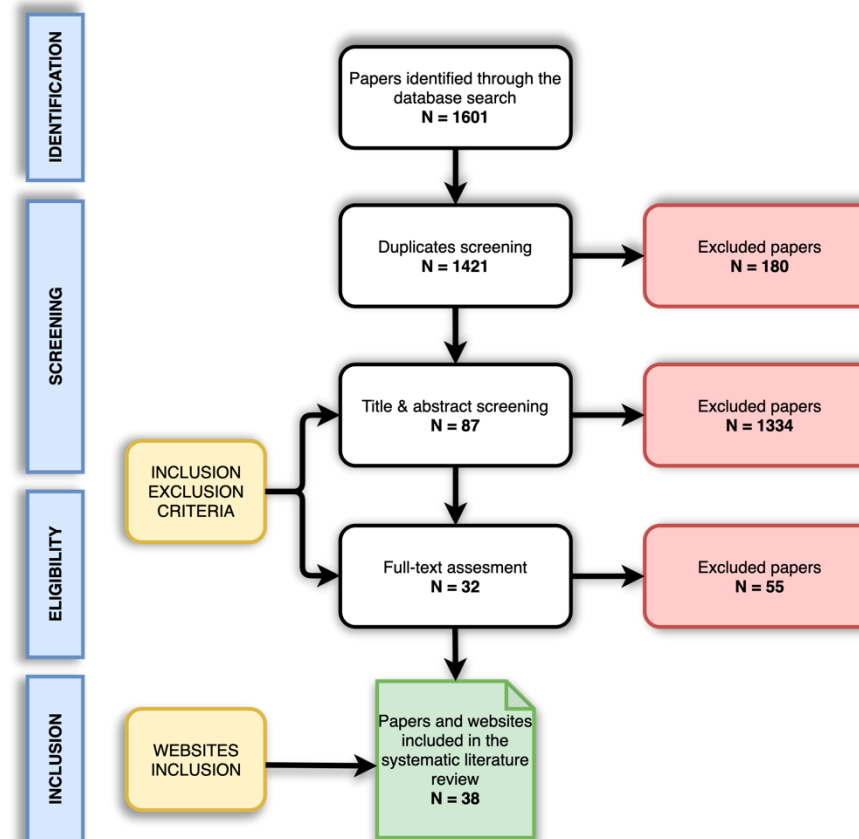 IDENTIFICATION
Papers identified through the
database search
N = 1601
SCREENING
Duplicates screening
N = 1421
Excluded papers
N = 180
Title & abstract screening
N = 87
Excluded papers
N = 1334
INCLUSION
EXCLUSION
CRITERIA
ELIGIBILITY
Full-text assesment
N = 32
Excluded papers
N = 55
INCLUSION
WEBSITES
INCLUSION
Papers and websites
included in the
systematic literature
review
N = 38